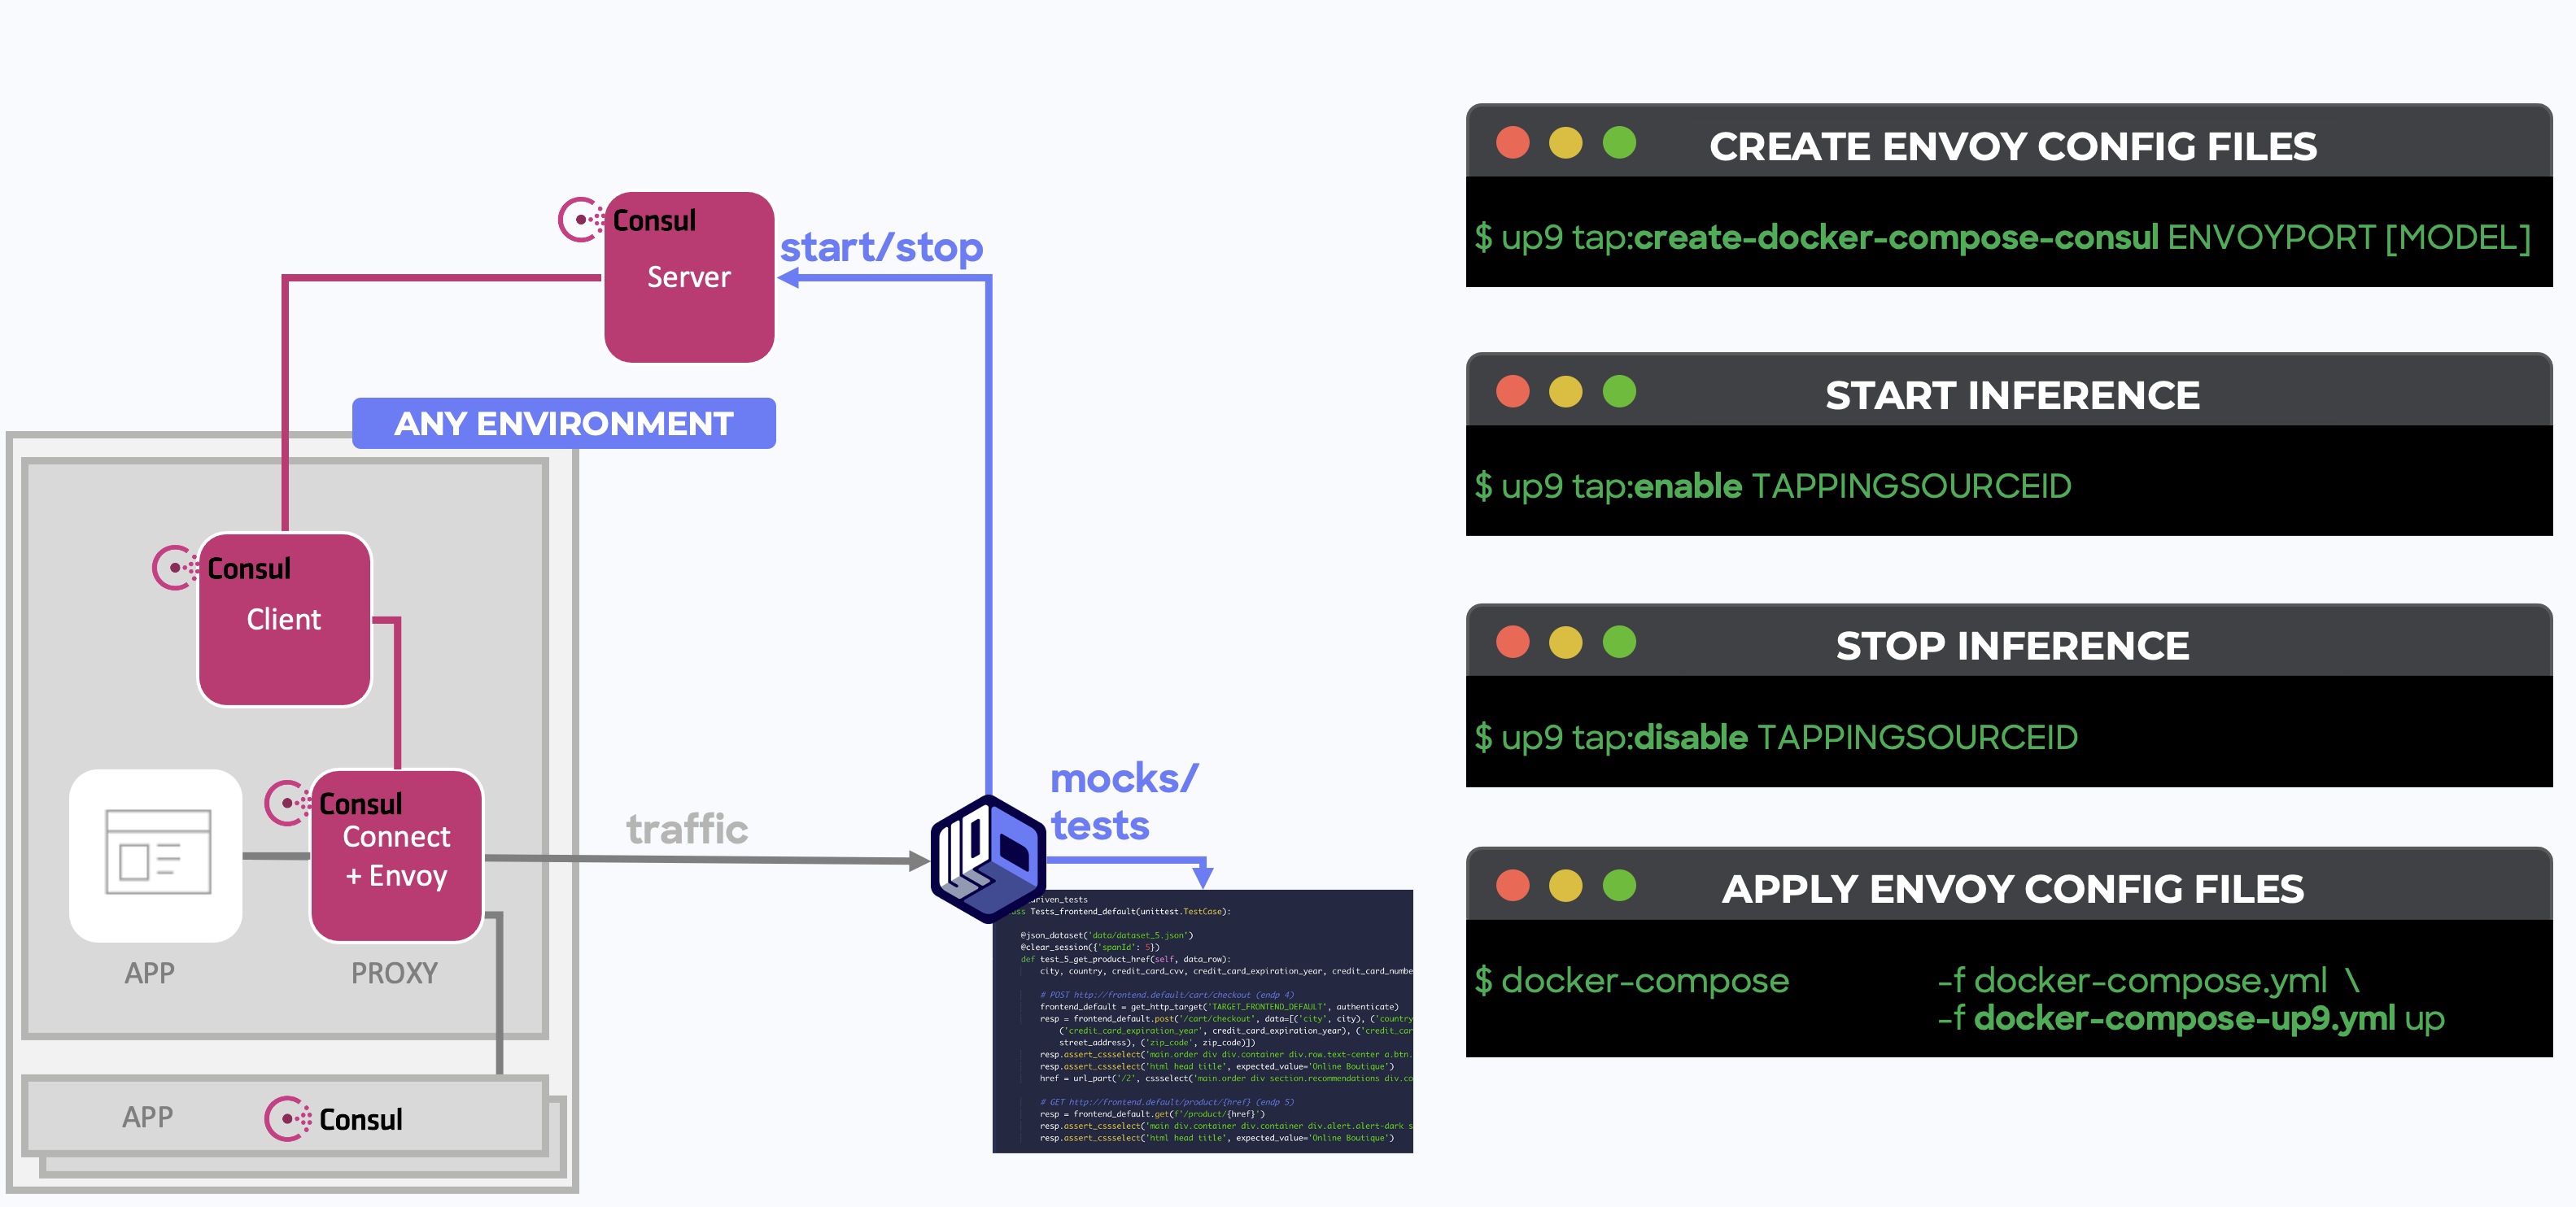 Consul
Server
start/stop
ANY ENVIRONMENT
Consul
Client
Consul
Connect
+ Envoy
APP
PROXY
APP
Consul
traffic
UP9
mocks/
tests
driven_tests
Tests_frontend_default(unittest.TestCase):
@json_dataset('data/dataset_5.json')
@clear_session({'spanId': 5})
def test_5_get_product_href(self, data_row):
city, country, credit_card_cvv, credit_card_expiration_year, credit_card_numbe
# POST http://frontend.default/cart/checkout (endp 4)
frontend_default = get_http_target('TARGET_FRONTEND_DEFAULT', authenticate)
resp = frontend_default.post('/cart/checkout', data=[('city', city), ('country
('credit_card_expiration_year', credit_card_expiration_year), ('credit_car
street_address), ('zip_code', zip_code)])
resp.assert_cssselect('main.order div div.container div.row.text-center a.btn.
resp.assert_cssselect('html head title', expected_value='Online Boutique')
href = url_part('/2', cssselect('main.order div section.recommendations div.co
# GET http://frontend.default/product/{href} (endp 5)
resp = frontend_default.get(f'/product/{href}')
resp.assert_cssselect('main div.container div.container div.alert.alert-dark s
resp.assert_cssselect('html head title', expected_value='Online Boutique')
CREATE ENVOY CONFIG FILES
$ up9 tap:create-docker-compose-consul ENVOYPORT [MODEL]
START INFERENCE
$ up9 tap:enable TAPPINGSOURCEID
STOP INFERENCE
$ up9 tap:disable TAPPINGSOURCEID
APPLY ENVOY CONFIG FILES
$ docker-compose -f docker-compose.yml \
-f docker-compose-up9.yml up